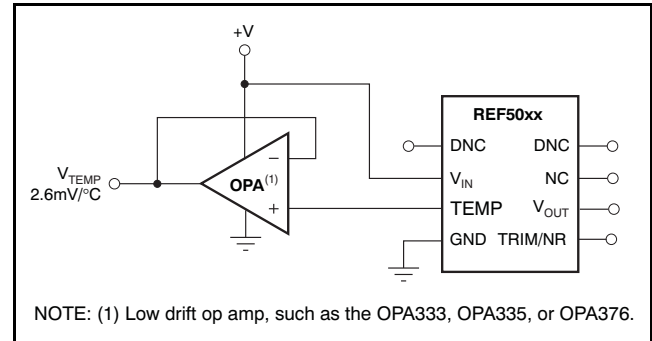 +V
REF50xx
DNC DNC
V_IN NC
TEMP V_OUT
GND TRIM/NR
OPA(1)
−
+
V_TEMP
2.6mV/°C
NOTE: (1) Low drift op amp, such as the OPA333, OPA335, or OPA376.